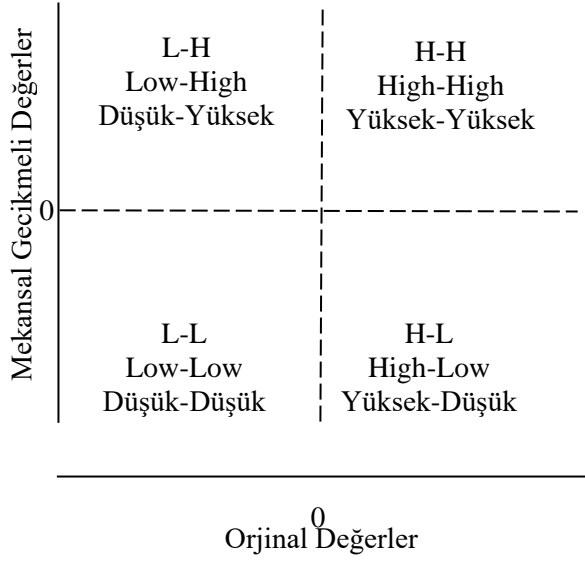 L-H
Low-High
Düşük-Yüksek
H-H
High-High
Yüksek-Yüksek
Mekansal Gecikmeli Değerler
0
L-L
Low-Low
Düşük-Düşük
H-L
High-Low
Yüksek-Düşük
0
Orjinal Değerler